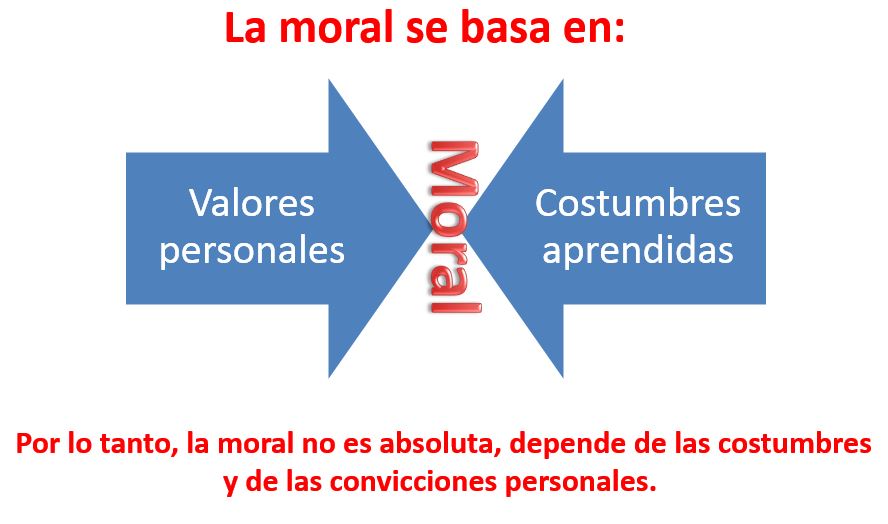 La moral se basa en:
Valores
personales
Moral
Costumbres
aprendidas
Por lo tanto, la moral no es absoluta, depende de las costumbres
y de las convicciones personales.